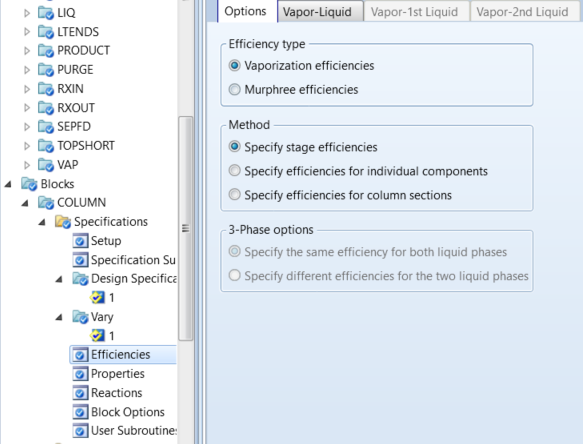 LIQ
LTENDS
PRODUCT
PURGE
RXIN
RXOUT
SEPFD
TOPSHORT
VAP
Blocks
COLUMN
Specifications
Setup
Specification Su
Design Specifica
1
Vary
1
Efficiencies
Properties
Reactions
Block Options
User Subroutine
Options Vapor-Liquid Vapor-1st Liquid Vapor-2nd Liquid
Efficiency type
Vaporization efficiencies
Murphree efficiencies
Method
Specify stage efficiencies
Specify efficiencies for individual components
Specify efficiencies for column sections
3-Phase options
Specify the same efficiency for both liquid phases
Specify different efficiencies for the two liquid phases